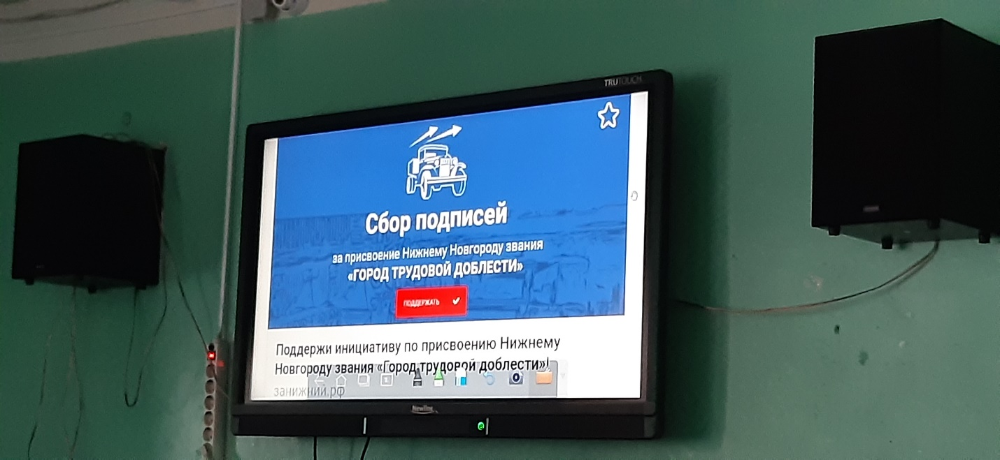 TRUTOUCH
Сбор подписей
за присвоение Нижнему Новгороду звания
«ГОРОД ТРУДОВОЙ ДОБЛЕСТИ»
ПОДДЕРЖАТЬ
Поддержи инициативу по присвоению Нижнему
Новгороду звания «Город трудовой доблести»!
занижний.рф
Newline